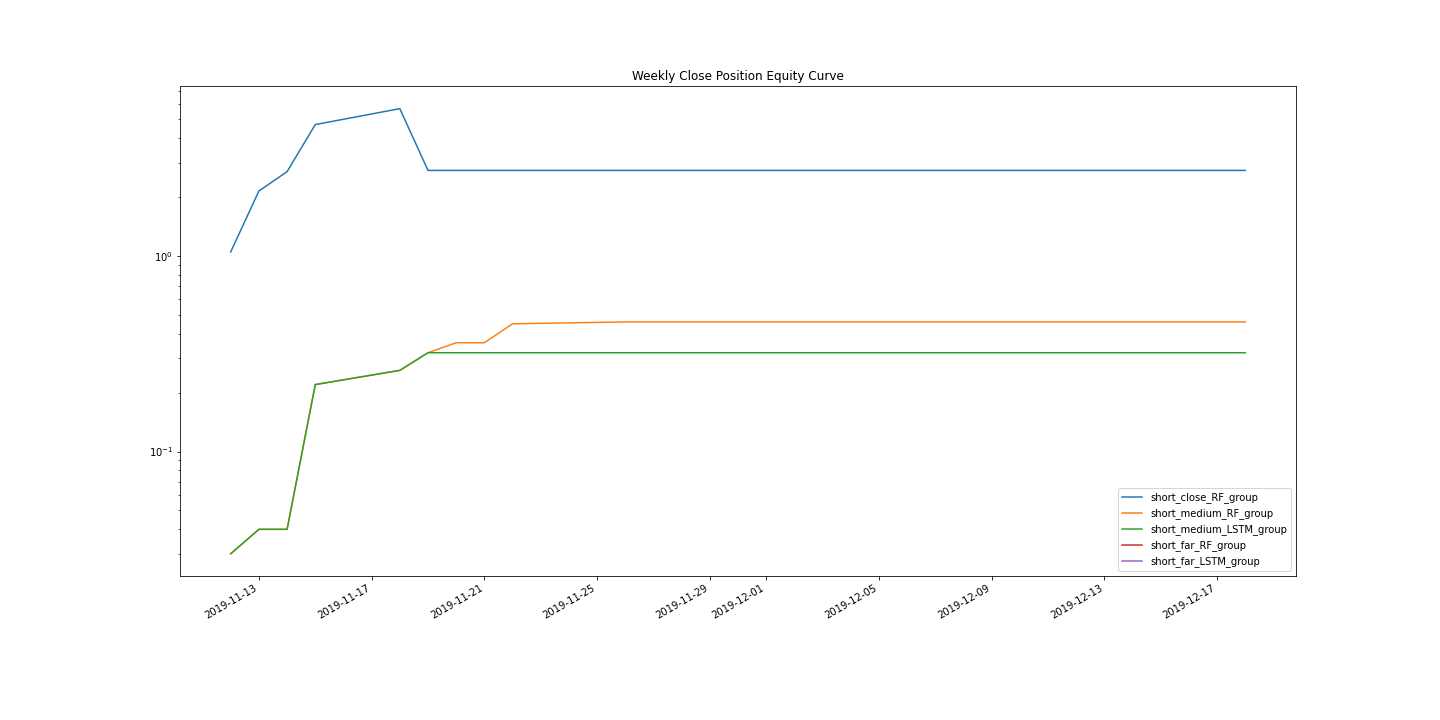 Weekly Close Position Equity Curve
10⁰
10⁻¹
2019-11-13
2019-11-17
2019-11-21
2019-11-25
2019-11-29
2019-12-01
2019-12-05
2019-12-09
2019-12-13
2019-12-17
short_close_RF_group
short_medium_RF_group
short_medium_LSTM_group
short_far_RF_group
short_far_LSTM_group